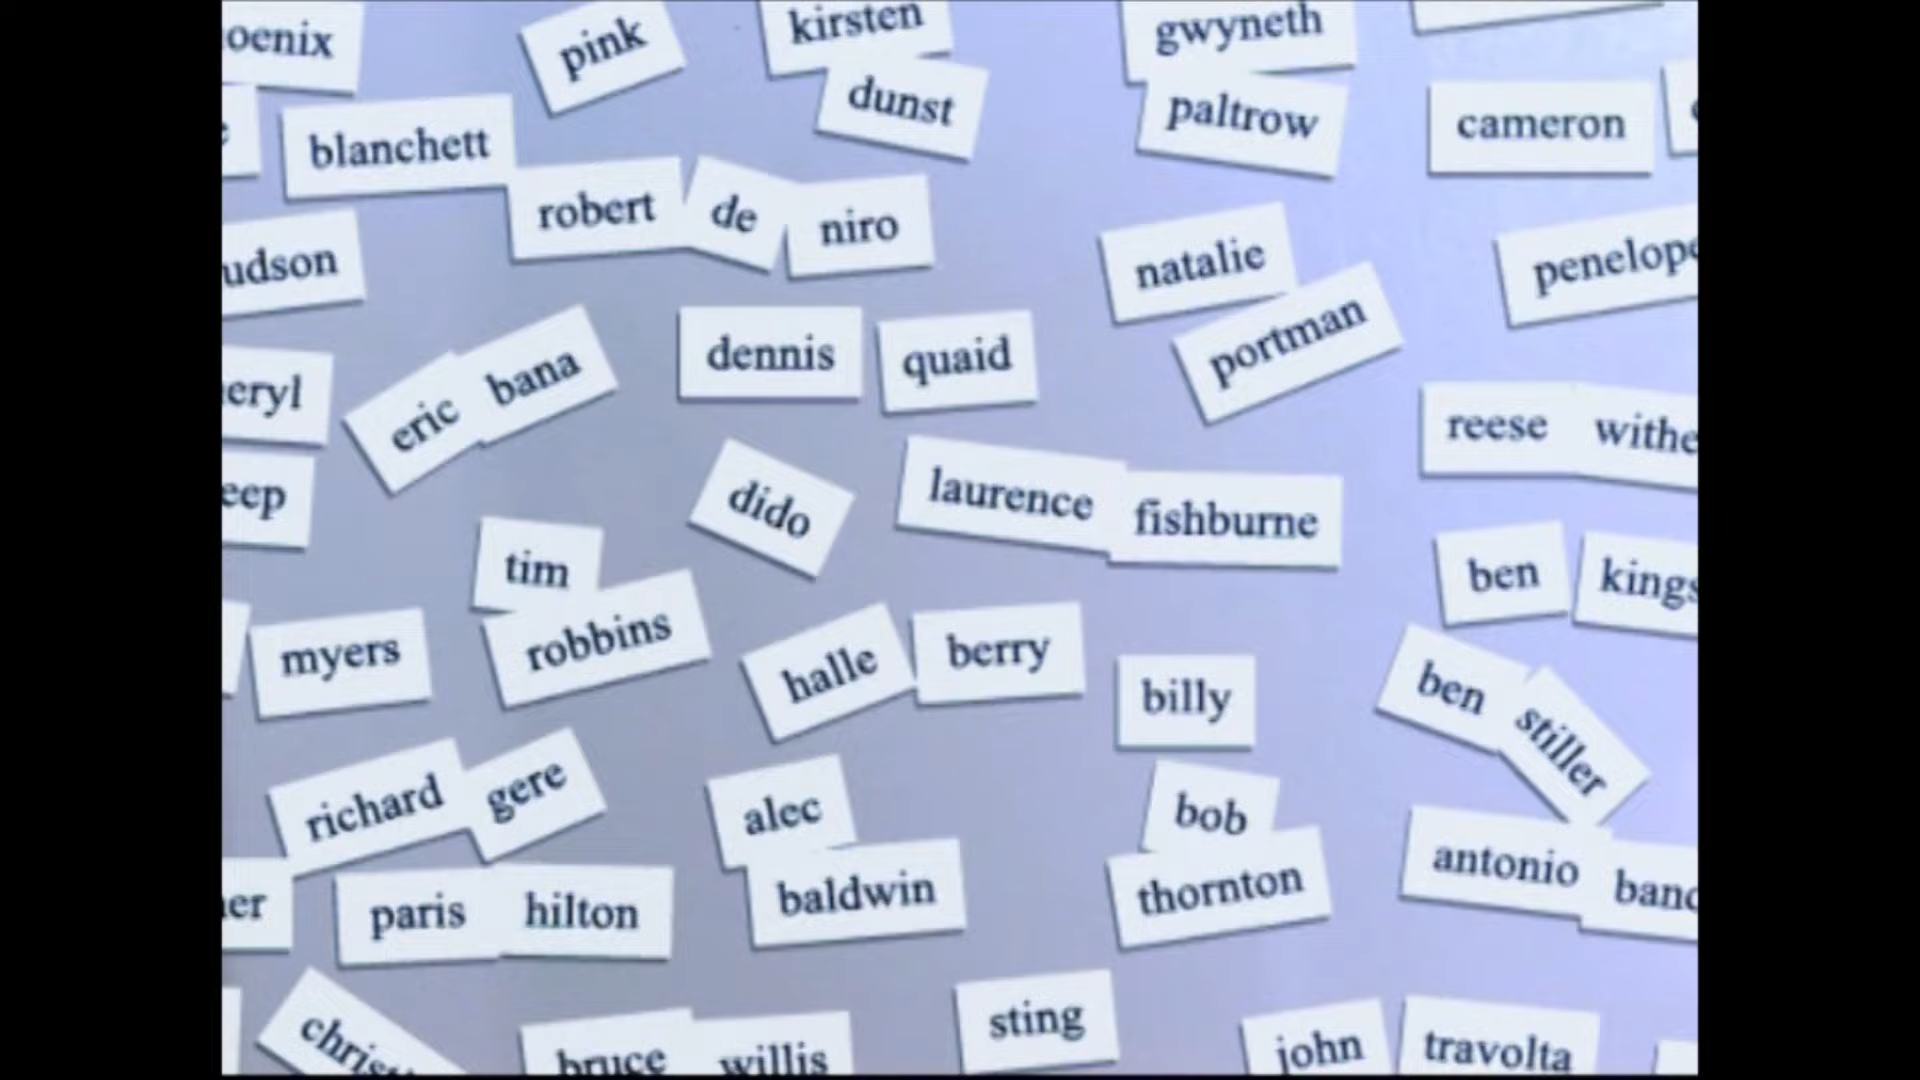 oenix
pink
kirsten
dunst
gwyneth
paltrow
cameron
blanchett
robert de niro
udson
natalie
portman
penelope
eryl
eric bana
dennis quaid
reese withe
eep
dido
laurence fishburne
tim
robbins
ben kings
myers
halle berry
billy
bob
thornton
ben stiller
richard gere
alec
baldwin
antonio band
er
paris hilton
christ
bruce willis
sting
john travolta